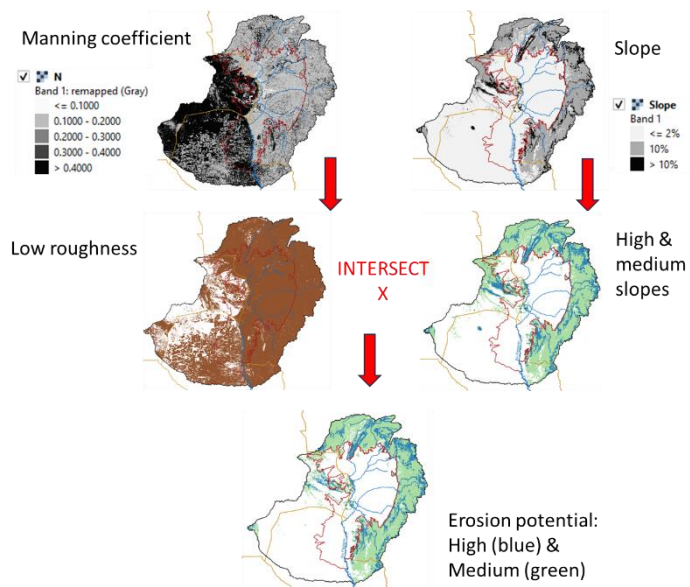 Manning coefficient
N
Band 1: remapped (Gray)
<= 0.1000
0.1000 - 0.2000
0.2000 - 0.3000
0.3000 - 0.4000
> 0.4000
Slope
Slope
Band 1
<= 2%
10%
> 10%
Low roughness
INTERSECT
X
High &
medium
slopes
Erosion potential:
High (blue) &
Medium (green)